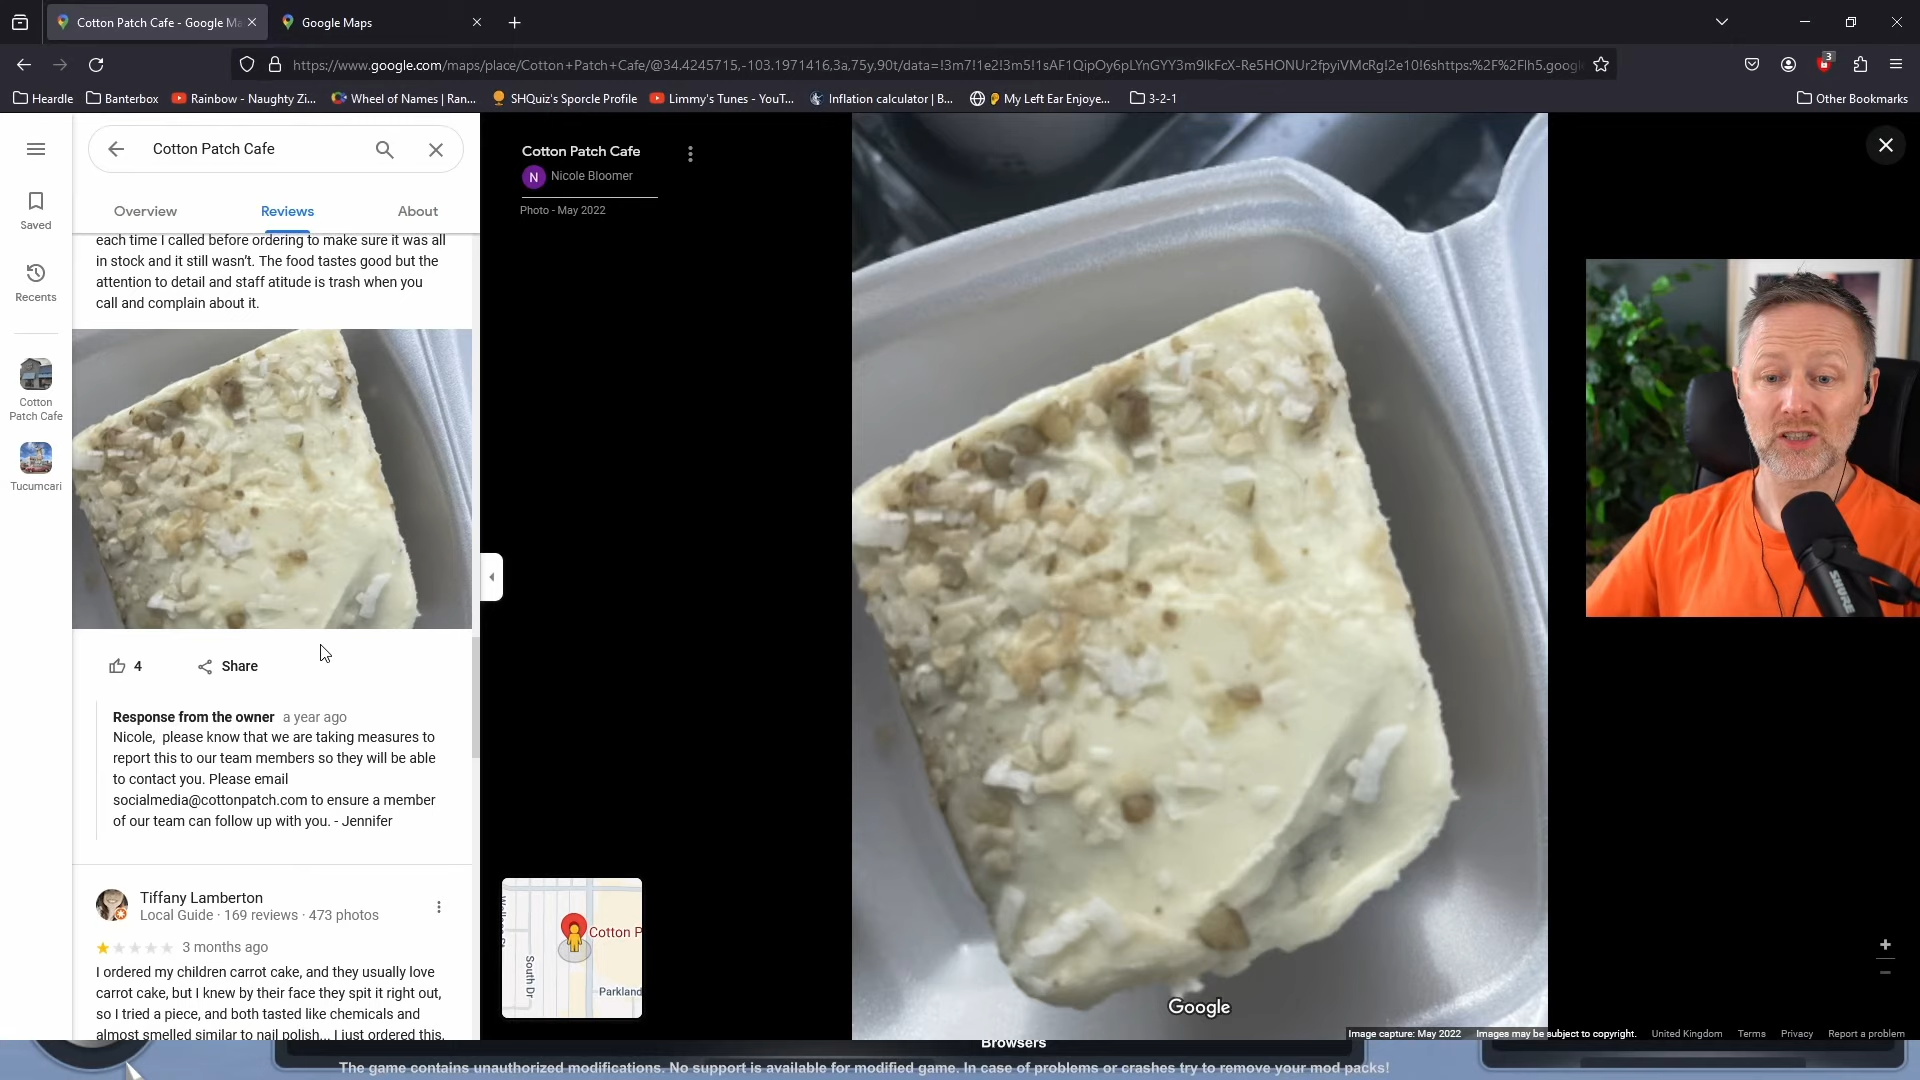 Cotton Patch Cafe - Google Ma
Google Maps
https://www.google.com/maps/place/Cotton+Patch+Cafe/@34.4245715,-103.1971416,3a,75y,90t/data=!3m7!1e2!3m5!1sAF1QipOy6pLYnGYY3m9lkFcX-Re5HONUr2fpyiVMcRg!2e10!6shttps:%2F%2Flh5.google
3
Heardle
Banterbox
Rainbow - Naughty Zi...
Wheel of Names | Ran...
SHQuiz's Sporcle Profile
Limmy's Tunes - YouT...
Inflation calculator | B...
My Left Ear Enjoye...
3-2-1
Other Bookmarks
Saved
Recents
Cotton
Patch Cafe
Tucumcari
Cotton Patch Cafe
Overview
Reviews
About
each time I called before ordering to make sure it was all
in stock and it still wasn't. The food tastes good but the
attention to detail and staff atitude is trash when you
call and complain about it.
4
Share
Response from the owner a year ago
Nicole, please know that we are taking measures to
report this to our team members so they will be able
to contact you. Please email
socialmedia@cottonpatch.com to ensure a member
of our team can follow up with you. - Jennifer
Tiffany Lamberton
Local Guide · 169 reviews · 473 photos
3 months ago
I ordered my children carrot cake, and they usually love
carrot cake, but I knew by their face they spit it right out,
so I tried a piece, and both tasted like chemicals and
almost smelled similar to nail polish... I just ordered this,
Cotton Patch Cafe
N
Nicole Bloomer
Photo - May 2022
Cotton P
South Dr
Parkland
SHURE
Google
Image capture: May 2022 Images may be subject to copyright. United Kingdom Terms Privacy Report a problem
Browsers
The game contains unauthorized modifications. No support is available for modified game. In case of problems or crashes try to remove your mod packs!